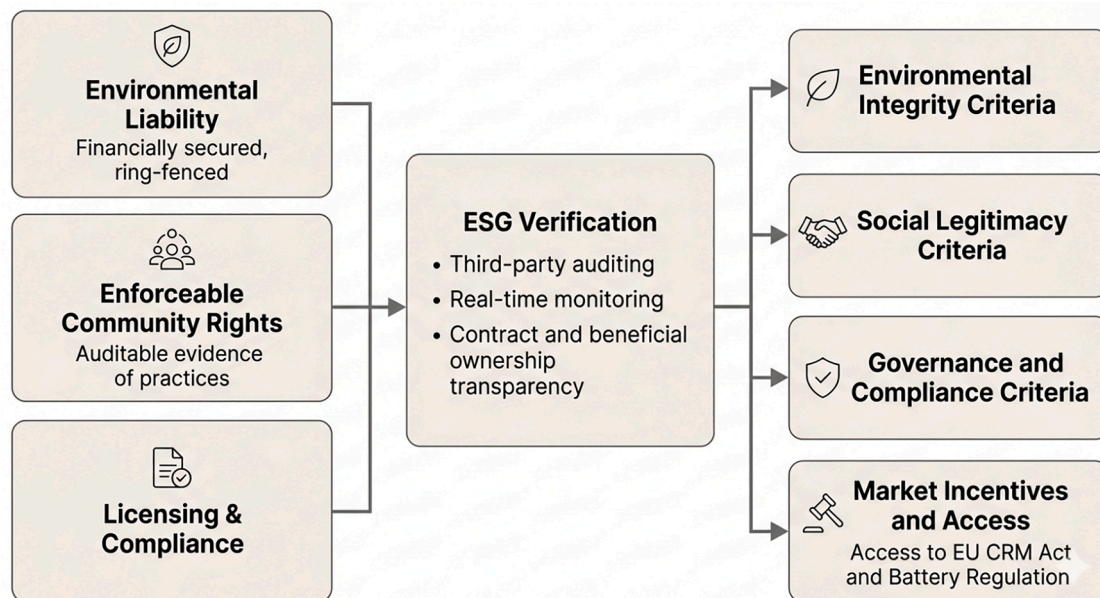 Environmental
Liability
Financially secured,
ring-fenced
Enforceable
Community Rights
Auditable evidence
of practices
Licensing &
Compliance
ESG Verification
• Third-party auditing
• Real-time monitoring
• Contract and beneficial
ownership
transparency
Environmental
Integrity Criteria
Social Legitimacy
Criteria
Governance and
Compliance Criteria
Market Incentives
and Access
Access to EU CRM Act
and Battery Regulation